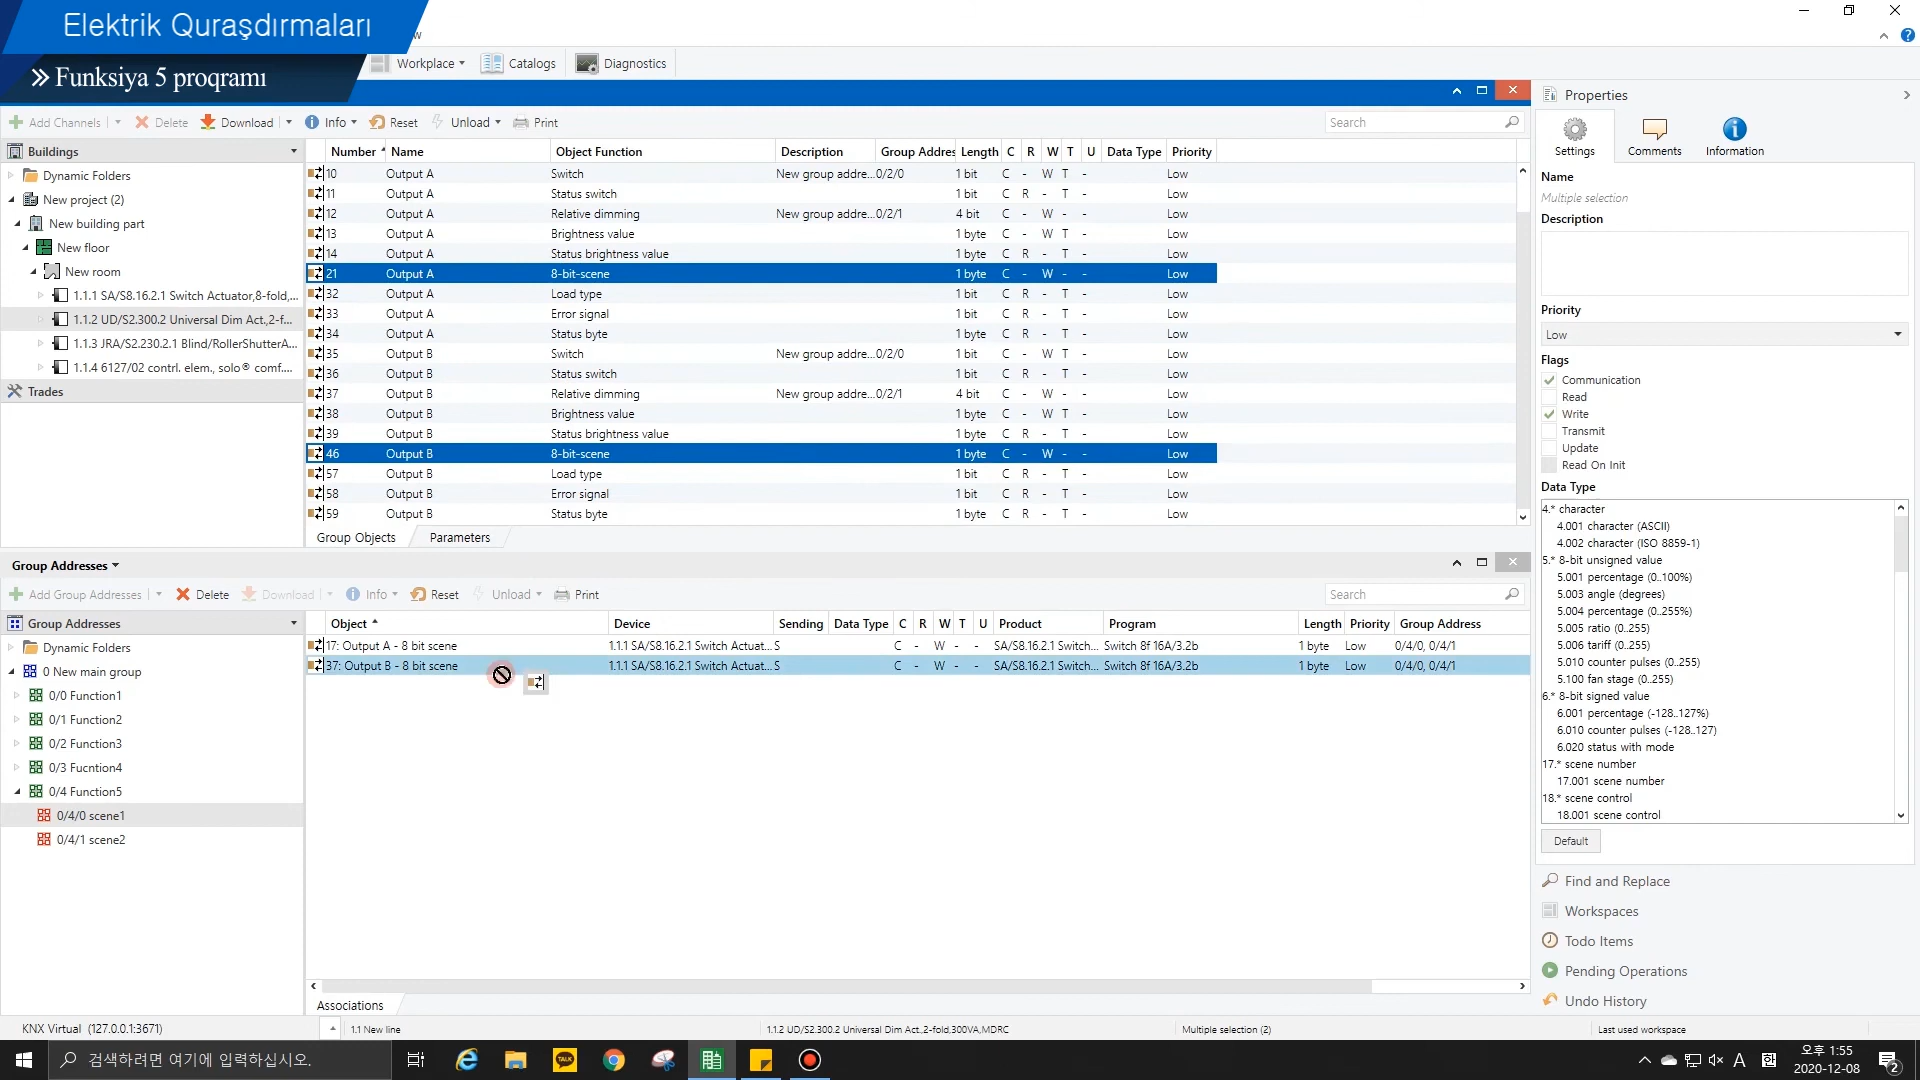 Elektrik Quraşdırmaları
Funksiya 5 proqramı
Workplace
Catalogs
Diagnostics
Add Channels
Delete
Download
Info
Reset
Unload
Print
Search
Buildings
Dynamic Folders
New project (2)
New building part
New floor
New room
1.1.1 SA/S8.16.2.1 Switch Actuator,8-fold,...
1.1.2 UD/S2.300.2 Universal Dim Act.,2-f...
1.1.3 JRA/S2.230.2.1 Blind/RollerShutterA...
1.1.4 6127/02 contrl. elem., solo® comf....
Trades
Number Name Object Function Description Group Addres Length C R W T U Data Type Priority
10 Output A Switch New group addre...0/2/0 1 bit C - W T - Low
11 Output A Status switch 1 bit C R - T - Low
12 Output A Relative dimming New group addre...0/2/1 4 bit C - W - - Low
13 Output A Brightness value 1 byte C - W T - Low
14 Output A Status brightness value 1 byte C R - T - Low
21 Output A 8-bit-scene 1 byte C - W - - Low
32 Output A Load type 1 bit C R - T - Low
33 Output A Error signal 1 bit C R - T - Low
34 Output A Status byte 1 byte C R - T - Low
35 Output B Switch New group addre...0/2/0 1 bit C - W T - Low
36 Output B Status switch 1 bit C R - T - Low
37 Output B Relative dimming New group addre...0/2/1 4 bit C - W - - Low
38 Output B Brightness value 1 byte C - W T - Low
39 Output B Status brightness value 1 byte C R - T - Low
46 Output B 8-bit-scene 1 byte C - W - - Low
57 Output B Load type 1 bit C R - T - Low
58 Output B Error signal 1 bit C R - T - Low
59 Output B Status byte 1 byte C R - T - Low
Group Objects Parameters
Group Addresses
Add Group Addresses
Delete
Download
Info
Reset
Unload
Print
Search
Group Addresses
Dynamic Folders
0 New main group
0/0 Function1
0/1 Function2
0/2 Function3
0/3 Fucntion4
0/4 Function5
0/4/0 scene1
0/4/1 scene2
Object Device Sending Data Type C R W T U Product Program Length Priority Group Address
17: Output A - 8 bit scene 1.1.1 SA/S8.16.2.1 Switch Actuat... S C - W - - SA/S8.16.2.1 Switch... Switch 8f 16A/3.2b 1 byte Low 0/4/0, 0/4/1
37: Output B - 8 bit scene 1.1.1 SA/S8.16.2.1 Switch Actuat... S C - W - - SA/S8.16.2.1 Switch... Switch 8f 16A/3.2b 1 byte Low 0/4/0, 0/4/1
Associations
Properties
Settings
Comments
Information
Name
Multiple selection
Description
Priority
Low
Flags
Communication
Read
Write
Transmit
Update
Read On Init
Data Type
4.* character
4.001 character (ASCII)
4.002 character (ISO 8859-1)
5.* 8-bit unsigned value
5.001 percentage (0..100%)
5.003 angle (degrees)
5.004 percentage (0..255%)
5.005 ratio (0..255)
5.006 tariff (0..255)
5.010 counter pulses (0..255)
5.100 fan stage (0..255)
6.* 8-bit signed value
6.001 percentage (-128..127%)
6.010 counter pulses (-128..127)
6.020 status with mode
17.* scene number
17.001 scene number
18.* scene control
18.001 scene control
Default
Find and Replace
Workspaces
Todo Items
Pending Operations
Undo History
KNX Virtual (127.0.0.1:3671)
1.1 New line
1.1.2 UD/S2.300.2 Universal Dim Act.,2-fold,300VA,MDRC
Multiple selection (2)
Last used workspace
검색하려면 여기에 입력하십시오.
TALK
A
오후 1:55
2020-12-08
2